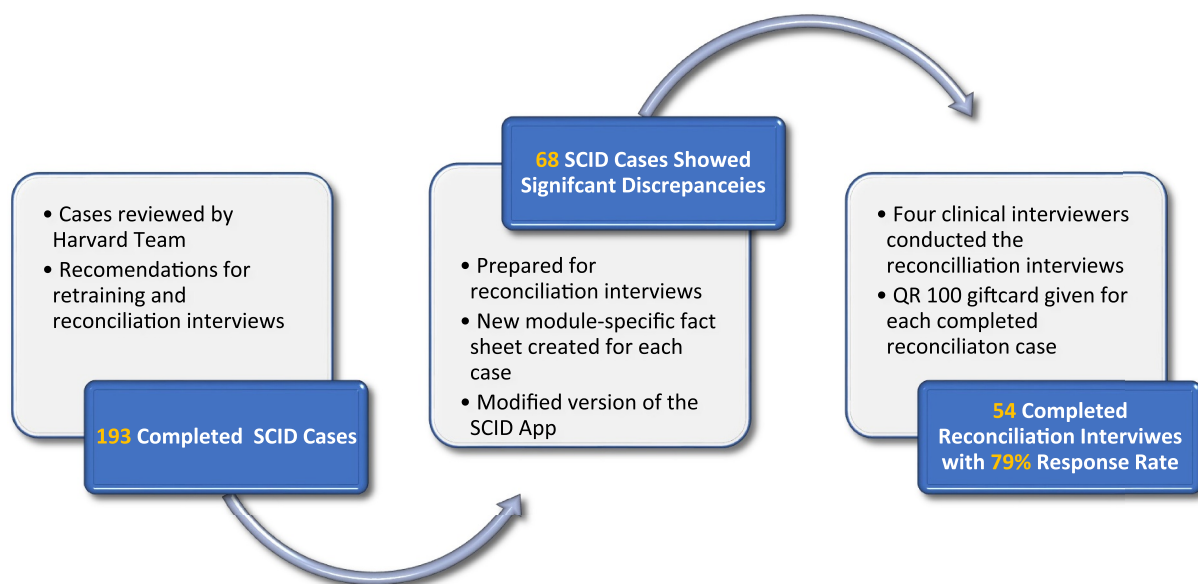 • Cases reviewed by
Harvard Team
• Recomendations for
retraining and
reconciliation interviews
193 Completed SCID Cases
68 SCID Cases Showed
Signifcant Discrepanceies
• Prepared for
reconciliation interviews
• New module-specific fact
sheet created for each
case
• Modified version of the
SCID App
• Four clinical interviewers
conducted the
reconcilliation interviews
• QR 100 giftcard given for
each completed
reconciliaton case
54 Completed
Reconciliation Interviwes
with 79% Response Rate